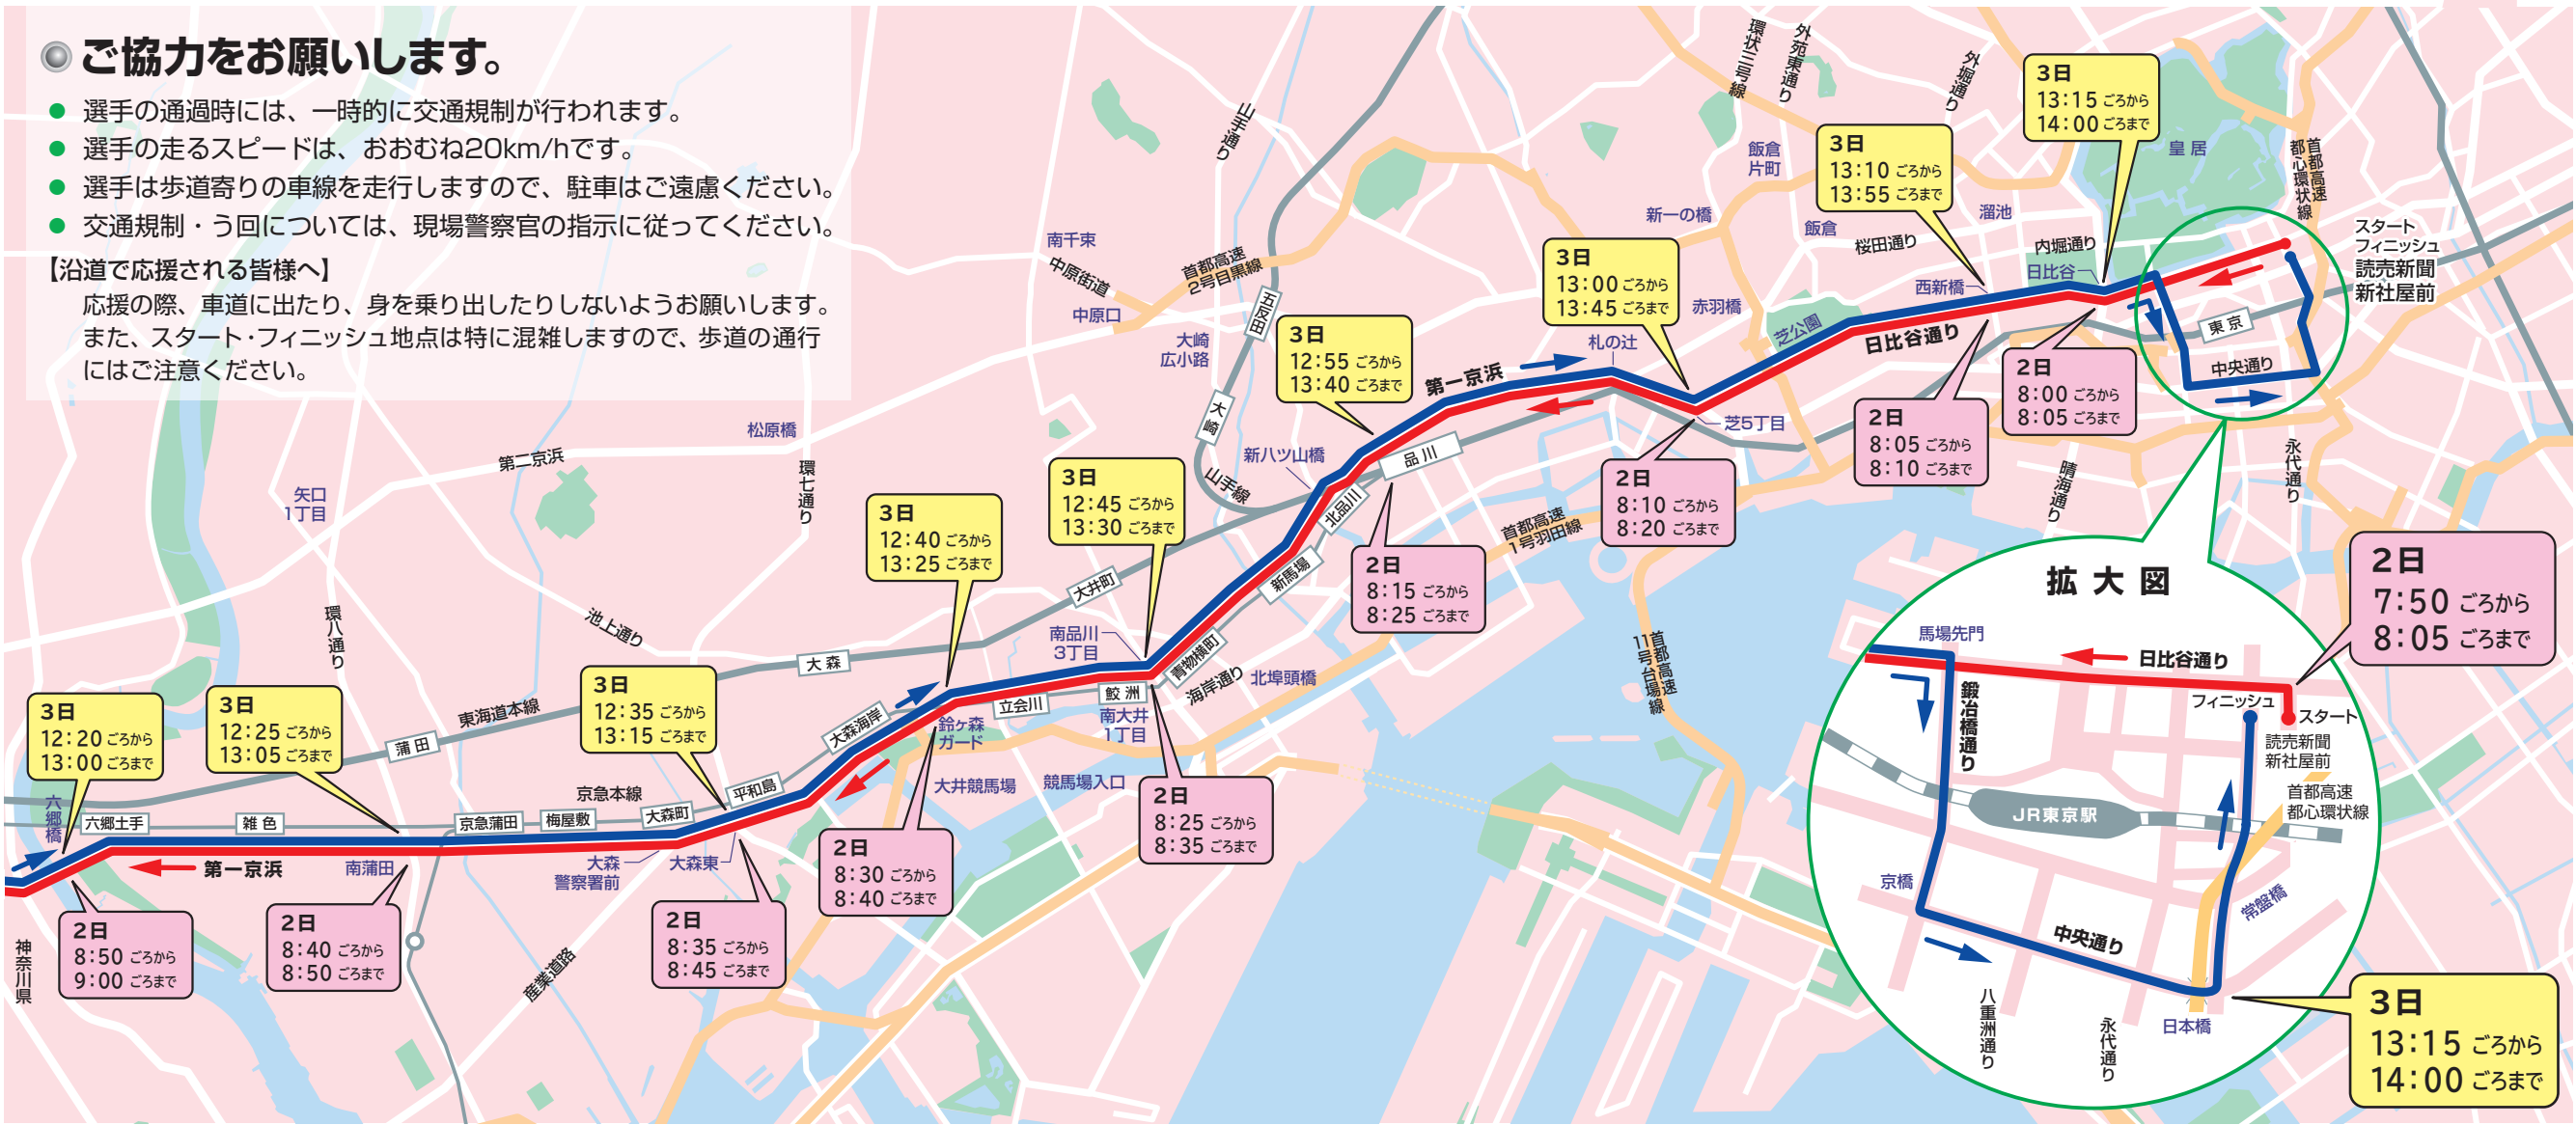 ご協力をお願いします。
● 選手の通過時には、一時的に交通規制が行われます。
● 選手の走るスピードは、おおむね20km/hです。
● 選手は歩道寄りの車線を走行しますので、駐車はご遠慮ください。
● 交通規制・う回については、現場警察官の指示に従ってください。
【沿道で応援される皆様へ】
応援の際、車道に出たり、身を乗り出したりしないようお願いします。
また、スタート・フィニッシュ地点は特に混雑しますので、歩道の通行
にはご注意ください。
環状三号線
外苑東通り
外堀通り
山手通り
3日
13:15 ごろから
14:00 ごろまで
3日
13:10 ごろから
13:55 ごろまで
飯倉
片町
皇居
首都高速
都心環状線
新一の橋
飯倉
溜池
桜田通り
内堀通り
日比谷
西新橋
スタート
フィニッシュ
読売新聞
新社屋前
南千束
中原街道
中原口
首都高速
2号目黒線
五反田
大崎
広小路
3日
13:00 ごろから
13:45 ごろまで
赤羽橋
芝公園
日比谷通り
札の辻
東京
中央通り
3日
12:55 ごろから
13:40 ごろまで
第一京浜
大崎
2日
8:00 ごろから
8:05 ごろまで
2日
8:05 ごろから
8:10 ごろまで
芝5丁目
松原橋
第二京浜
環七通り
矢口
1丁目
新八ツ山橋
品川
山手線
北品川
永代通り
晴海通り
2日
8:10 ごろから
8:20 ごろまで
3日
12:45 ごろから
13:30 ごろまで
3日
12:40 ごろから
13:25 ごろまで
首都高速
1号羽田線
新馬場
2日
8:15 ごろから
8:25 ごろまで
大井町
池上通り
環八通り
南品川
3丁目
青物横町
海岸通り
北埠頭橋
首都高速
11号台場線
大森
鮫洲
立会川
南大井
1丁目
大森海岸
鈴ヶ森
ガード
3日
12:35 ごろから
13:15 ごろまで
3日
12:25 ごろから
13:05 ごろまで
3日
12:20 ごろから
13:00 ごろまで
東海道本線
蒲田
京急本線
平和島
大森町
梅屋敷
京急蒲田
雑色
六郷土手
六郷橋
大井競馬場
競馬場入口
2日
8:25 ごろから
8:35 ごろまで
2日
8:30 ごろから
8:40 ごろまで
第一京浜
南蒲田
大森
警察署前
大森東
2日
8:35 ごろから
8:45 ごろまで
2日
8:40 ごろから
8:50 ごろまで
2日
8:50 ごろから
9:00 ごろまで
神奈川県
産業道路
拡大図
2日
7:50 ごろから
8:05 ごろまで
馬場先門
日比谷通り
鍛冶橋通り
フィニッシュ
スタート
読売新聞
新社屋前
首都高速
都心環状線
JR東京駅
京橋
常盤橋
中央通り
八重洲通り
永代通り
日本橋
3日
13:15 ごろから
14:00 ごろまで